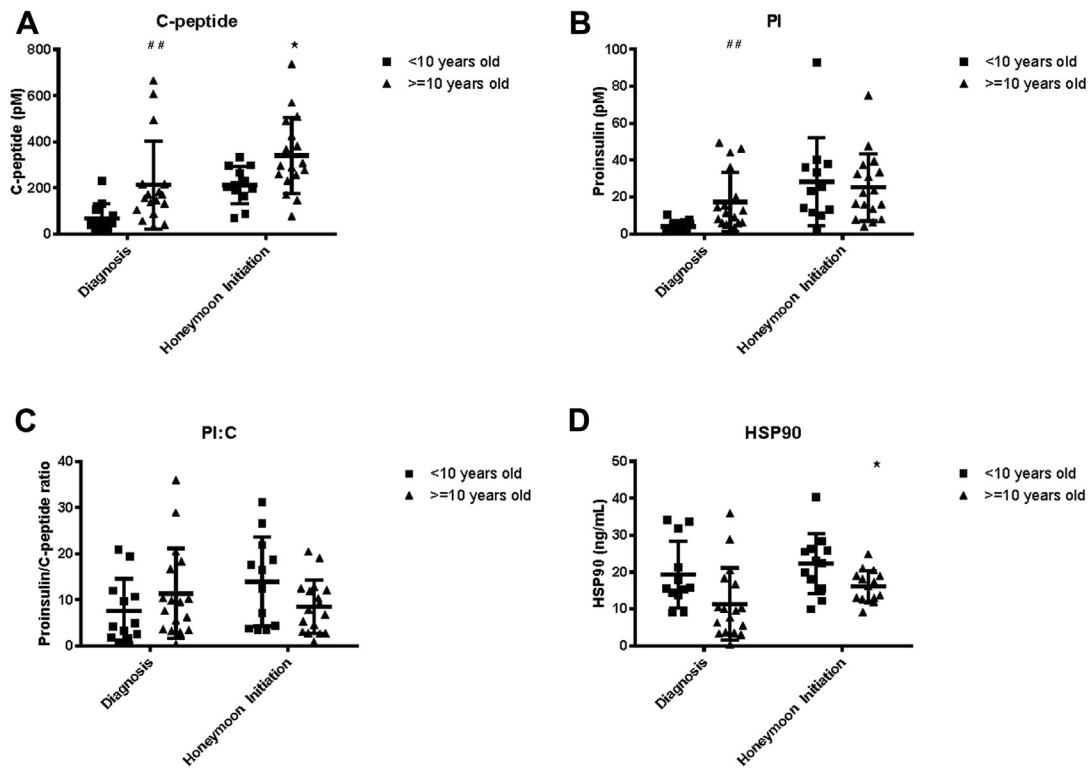 A
C-peptide
C-peptide (pM)
800
600
400
200
0
# #
*
<10 years old
>=10 years old
Diagnosis
Honeymoon Initiation
B
PI
Proinsulin (pM)
100
80
60
40
20
0
##
<10 years old
>=10 years old
Diagnosis
Honeymoon Initiation
C
PI:C
Proinsulin/C-peptide ratio
40
30
20
10
0
<10 years old
>=10 years old
Diagnosis
Honeymoon Initiation
D
HSP90
HSP90 (ng/mL)
50
40
30
20
10
0
*
<10 years old
>=10 years old
Diagnosis
Honeymoon Initiation